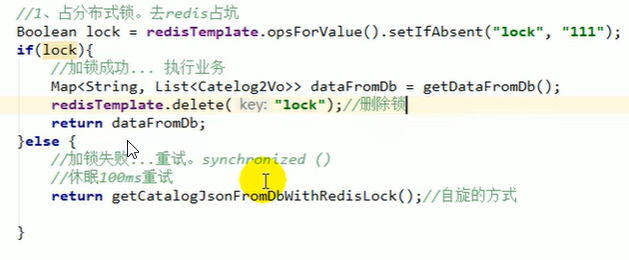 //1、占分布式锁。去redis占坑
Boolean lock = redisTemplate.opsForValue().setIfAbsent("lock", "111");
if(lock){
//加锁成功... 执行业务
Map<String, List<Catelog2Vo>> dataFromDb = getDataFromDb();
redisTemplate.delete( key: "lock");//删除锁
return dataFromDb;
}else {
//加锁失败...重试。synchronized ()
//休眠100ms重试
return getCatalogJsonFromDbWithRedisLock();//自旋的方式
}